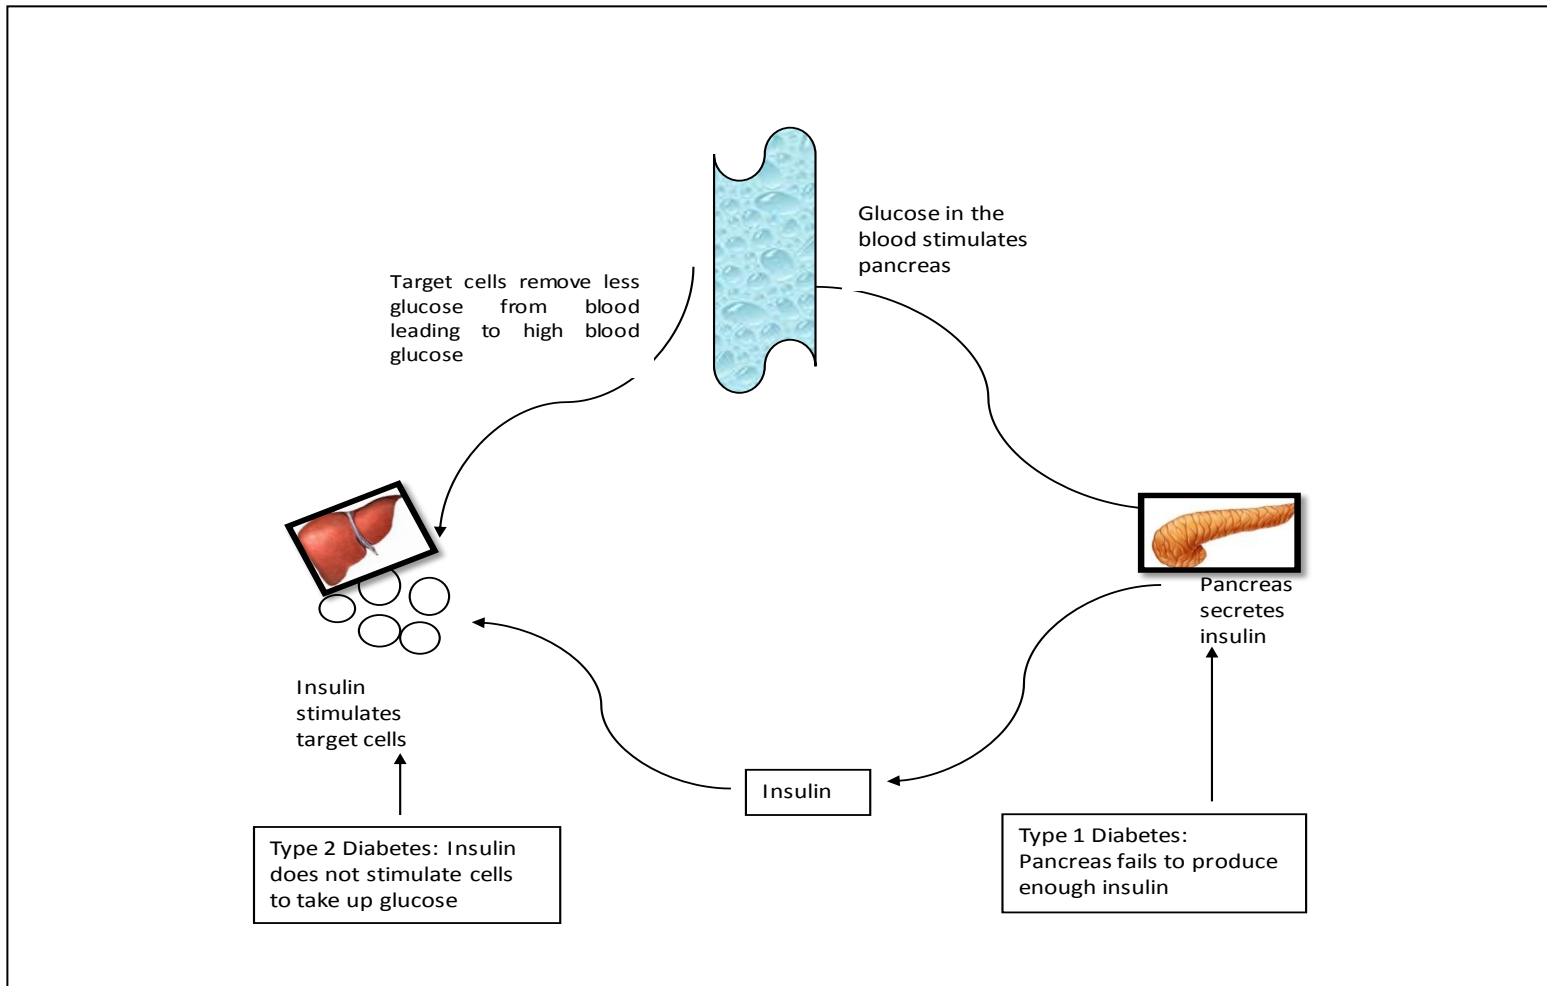 Glucose in the
blood stimulates
pancreas
Target cells remove less
glucose from blood
leading to high blood
glucose
Pancreas
secretes
insulin
Insulin
stimulates
target cells
Insulin
Type 2 Diabetes: Insulin
does not stimulate cells
to take up glucose
Type 1 Diabetes:
Pancreas fails to produce
enough insulin